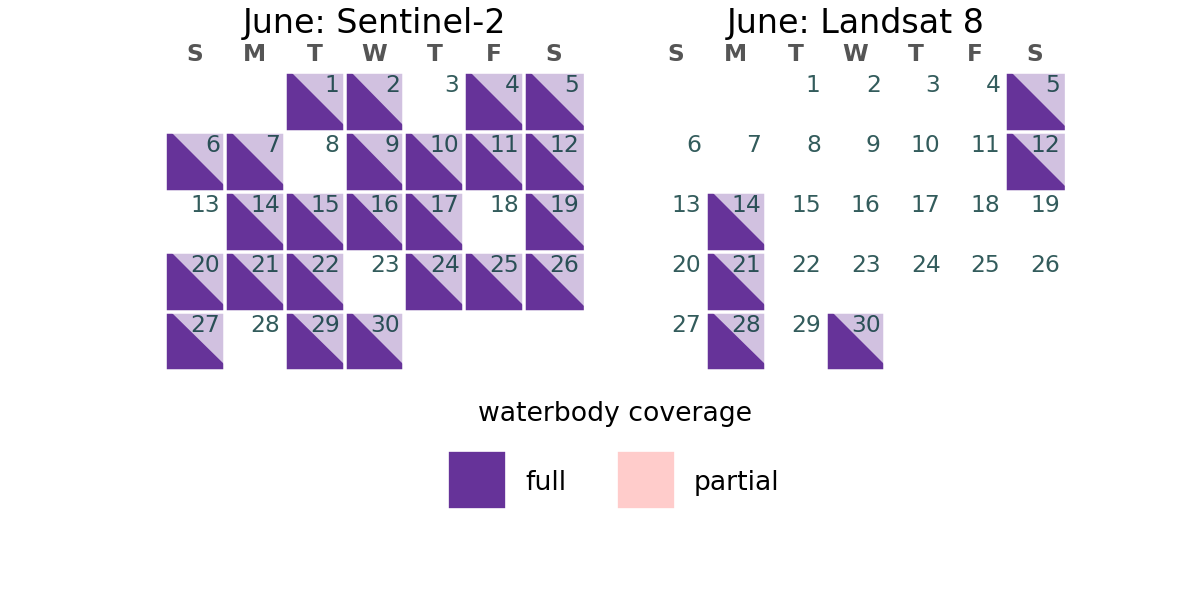 June: Sentinel-2
S M T W T F S
1 2 3 4 5
6 7 8 9 10 11 12
13 14 15 16 17 18 19
20 21 22 23 24 25 26
27 28 29 30
June: Landsat 8
S M T W T F S
1 2 3 4 5
6 7 8 9 10 11 12
13 14 15 16 17 18 19
20 21 22 23 24 25 26
27 28 29 30
waterbody coverage
full partial